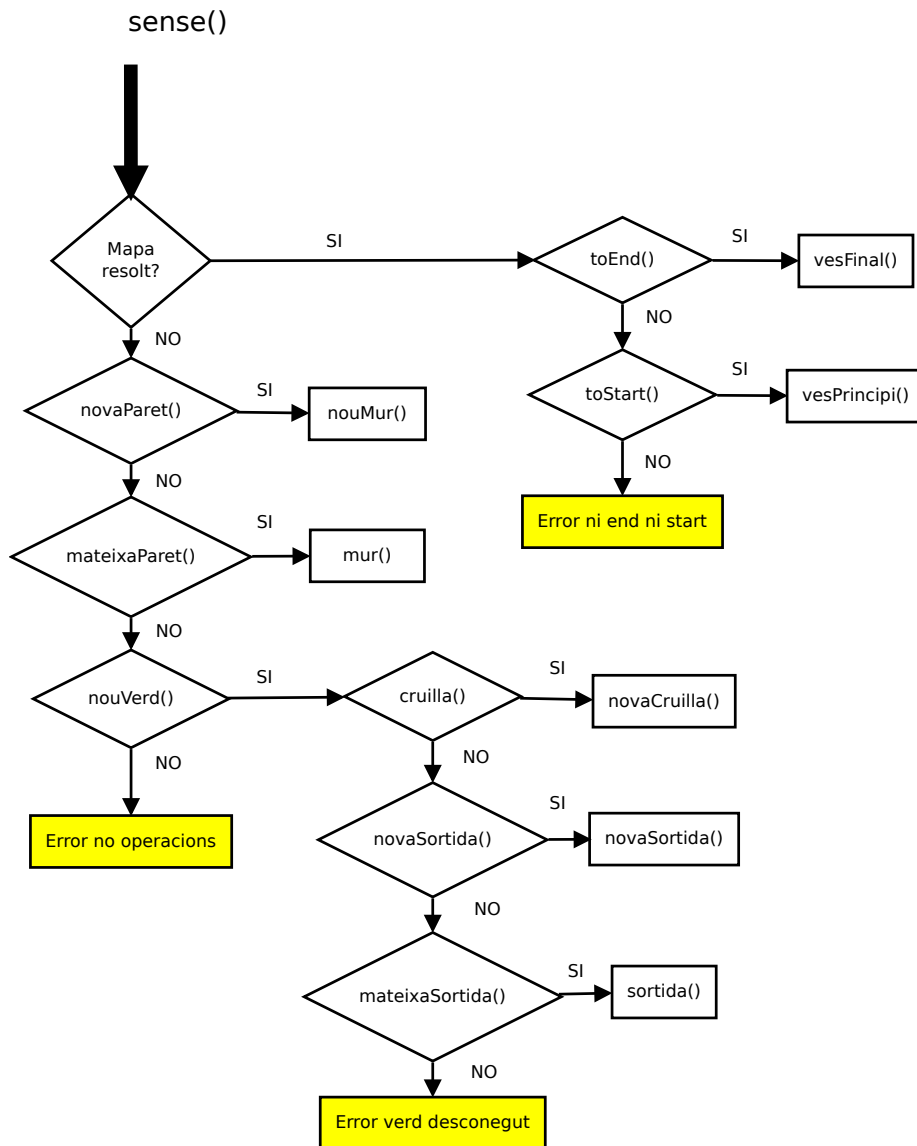 sense()
Mapa
resolt?
SI
toEnd()
SI
vesFinal()
NO
NO
toStart()
SI
vesPrincipi()
NO
Error ni end ni start
novaParet()
SI
nouMur()
NO
mateixaParet()
SI
mur()
NO
nouVerd()
SI
cruilla()
SI
novaCruilla()
NO
NO
Error no operacions
novaSortida()
SI
novaSortida()
NO
mateixaSortida()
SI
sortida()
NO
Error verd desconegut